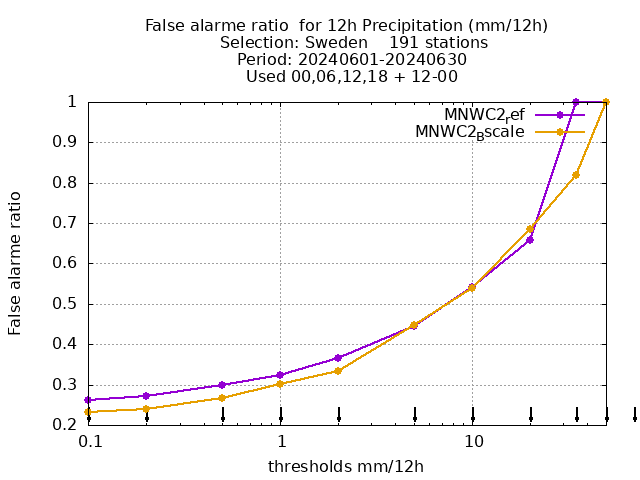 False alarme ratio  for 12h Precipitation (mm/12h)
Selection: Sweden    191 stations
Period: 20240601-20240630
Used 00,06,12,18 + 12-00
MNWC2ref
MNWC2Bscale
1
0.9
0.8
0.7
0.6
0.5
0.4
0.3
0.2
False alarme ratio
0.1 1 10
thresholds mm/12h